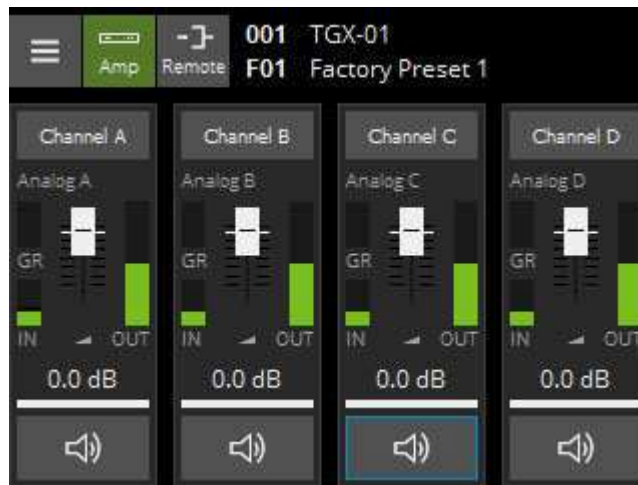 001 TGX-01
Amp Remote F01 Factory Preset 1
Channel A Channel B Channel C Channel D
Analog A Analog B Analog C Analog D
GR GR GR GR
IN OUT IN OUT IN OUT IN OUT
0.0 dB 0.0 dB 0.0 dB 0.0 dB